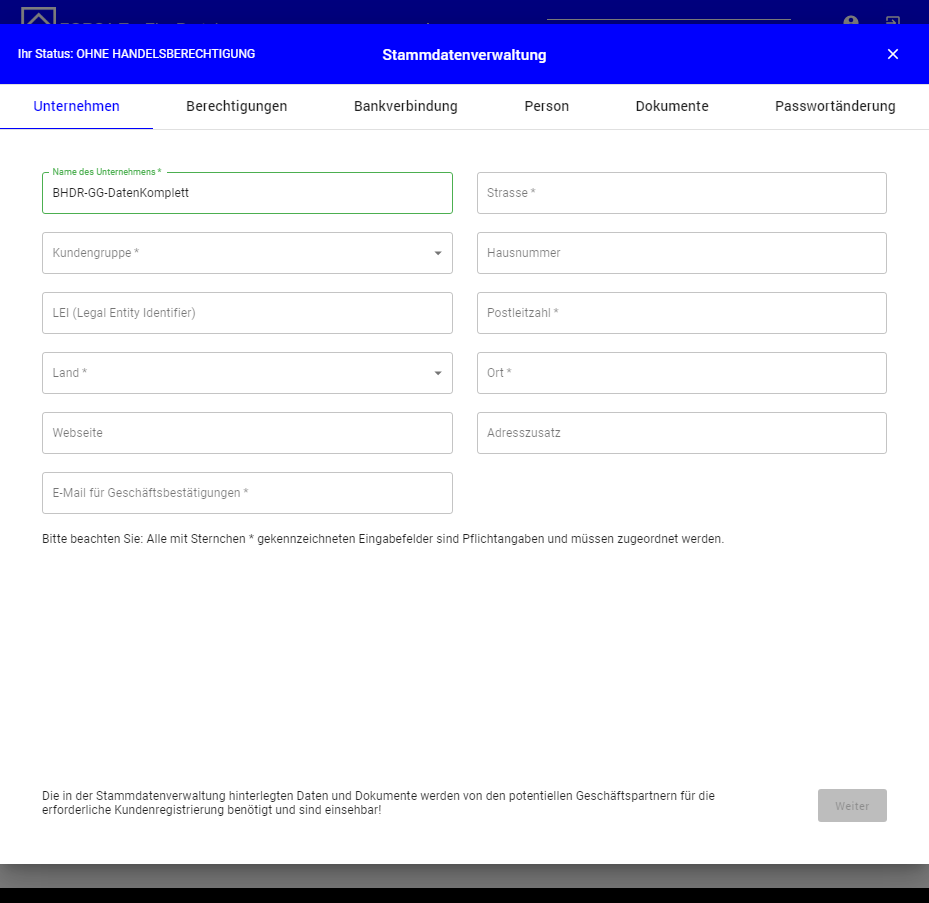 Ihr Status: OHNE HANDELSBERECHTIGUNG
Stammdatenverwaltung
Unternehmen
Berechtigungen
Bankverbindung
Person
Dokumente
Passwortänderung
Name des Unternehmens *
BHDR-GG-DatenKomplett
Strasse *
Kundengruppe *
Hausnummer
LEI (Legal Entity Identifier)
Postleitzahl *
Land *
Ort *
Webseite
Adresszusatz
E-Mail für Geschäftsbestätigungen *
Bitte beachten Sie: Alle mit Sternchen * gekennzeichneten Eingabefelder sind Pflichtangaben und müssen zugeordnet werden.
Die in der Stammdatenverwaltung hinterlegten Daten und Dokumente werden von den potentiellen Geschäftspartnern für die
erforderliche Kundenregistrierung benötigt und sind einsehbar!
Weiter